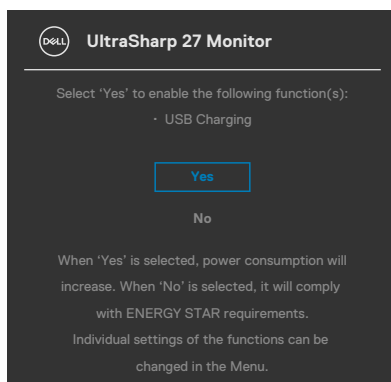 DELL UltraSharp 27 Monitor
Select ‘Yes’ to enable the following function(s):
· USB Charging
Yes
No
When ‘Yes’ is selected, power consumption will
increase. When ‘No’ is selected, it will comply
with ENERGY STAR requirements.
Individual settings of the functions can be
changed in the Menu.